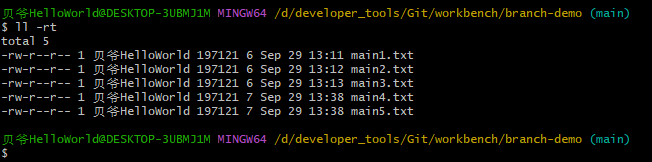 贝爷HelloWorld@DESKTOP-3UBMJ1M MINGW64 /d/developer_tools/Git/workbench/branch-demo (main)
$ ll -rt
total 5
-rw-r--r-- 1 贝爷HelloWorld 197121 6 Sep 29 13:11 main1.txt
-rw-r--r-- 1 贝爷HelloWorld 197121 6 Sep 29 13:12 main2.txt
-rw-r--r-- 1 贝爷HelloWorld 197121 6 Sep 29 13:13 main3.txt
-rw-r--r-- 1 贝爷HelloWorld 197121 7 Sep 29 13:38 main4.txt
-rw-r--r-- 1 贝爷HelloWorld 197121 7 Sep 29 13:38 main5.txt
贝爷HelloWorld@DESKTOP-3UBMJ1M MINGW64 /d/developer_tools/Git/workbench/branch-demo (main)
$